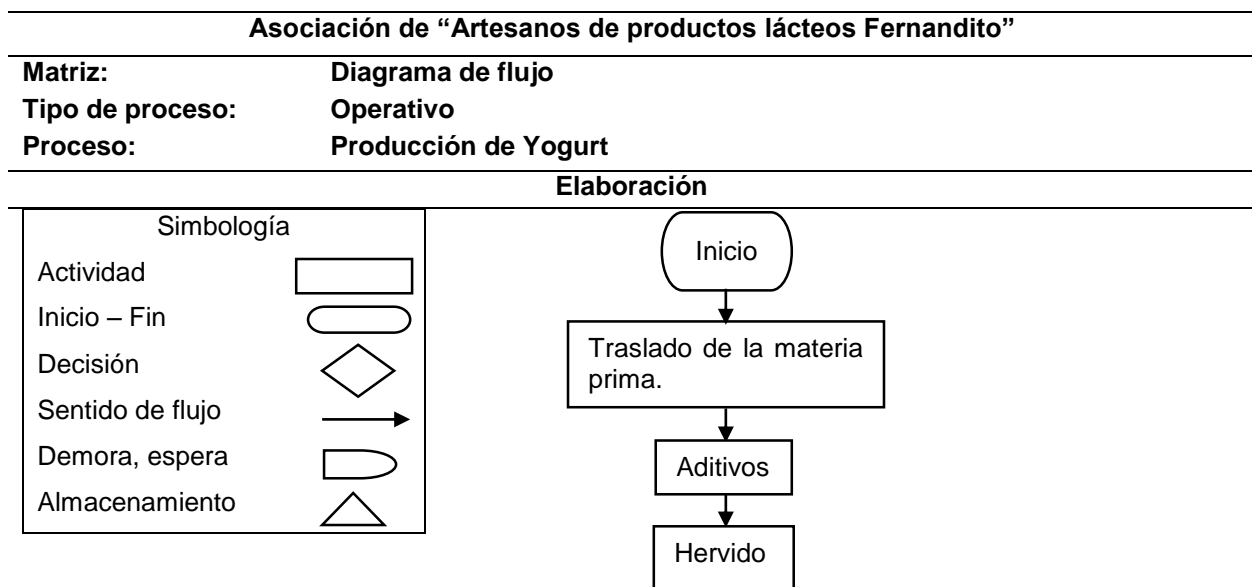 Asociación de “Artesanos de productos lácteos Fernandito”
Matriz: Diagrama de flujo
Tipo de proceso: Operativo
Proceso: Producción de Yogurt
Elaboración
Simbología
Actividad
Inicio – Fin
Decisión
Sentido de flujo
Demora, espera
Almacenamiento
Inicio
Traslado de la materia
prima.
Aditivos
Hervido